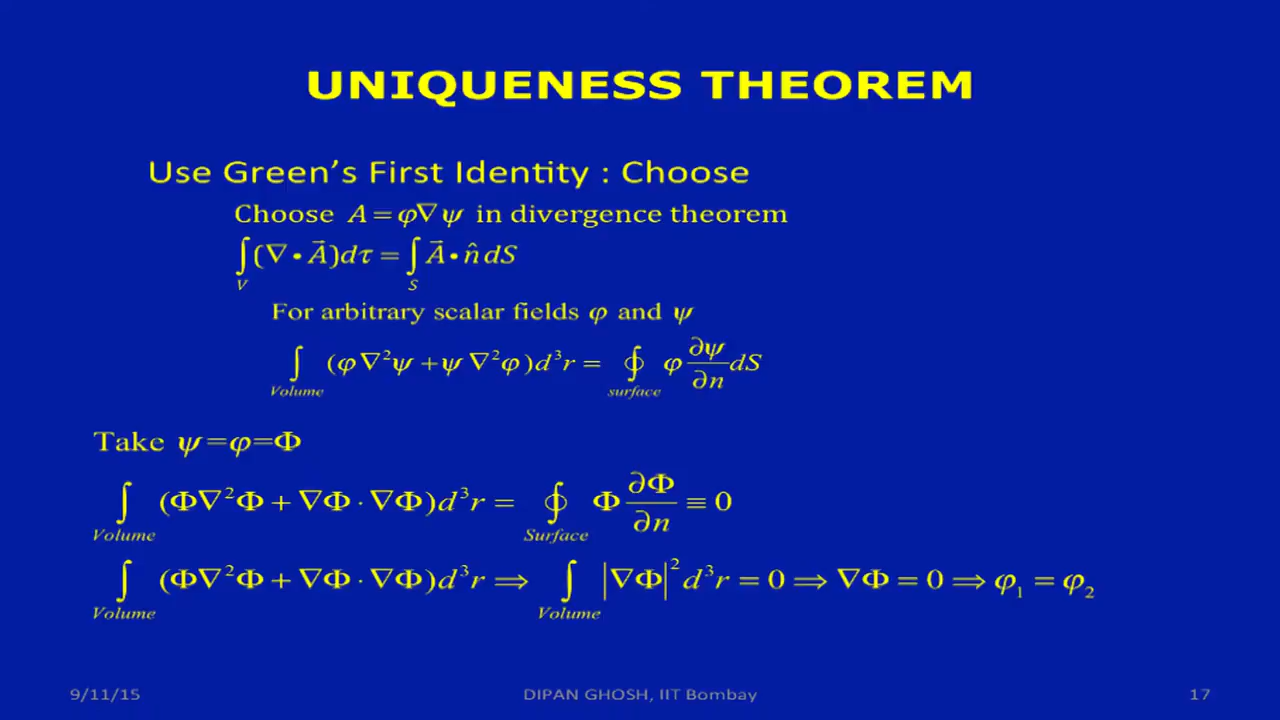 UNIQUENESS THEOREM
Use Green's First Identity : Choose
Choose A = φ∇ψ in divergence theorem
∫_V (∇ • A⃗)dτ = ∫_S A⃗ • n̂ dS
For arbitrary scalar fields φ and ψ
∫_Volume (φ∇²ψ + ψ∇²φ)d³r = ∮_surface φ ∂ψ/∂n dS
Take ψ=φ=Φ
∫_Volume (Φ∇²Φ + ∇Φ · ∇Φ)d³r = ∮_Surface Φ ∂Φ/∂n ≡ 0
∫_Volume (Φ∇²Φ + ∇Φ · ∇Φ)d³r ⟹ ∫_Volume |∇Φ|² d³r = 0 ⟹ ∇Φ = 0 ⟹ φ₁ = φ₂
9/11/15 DIPAN GHOSH, IIT Bombay 17